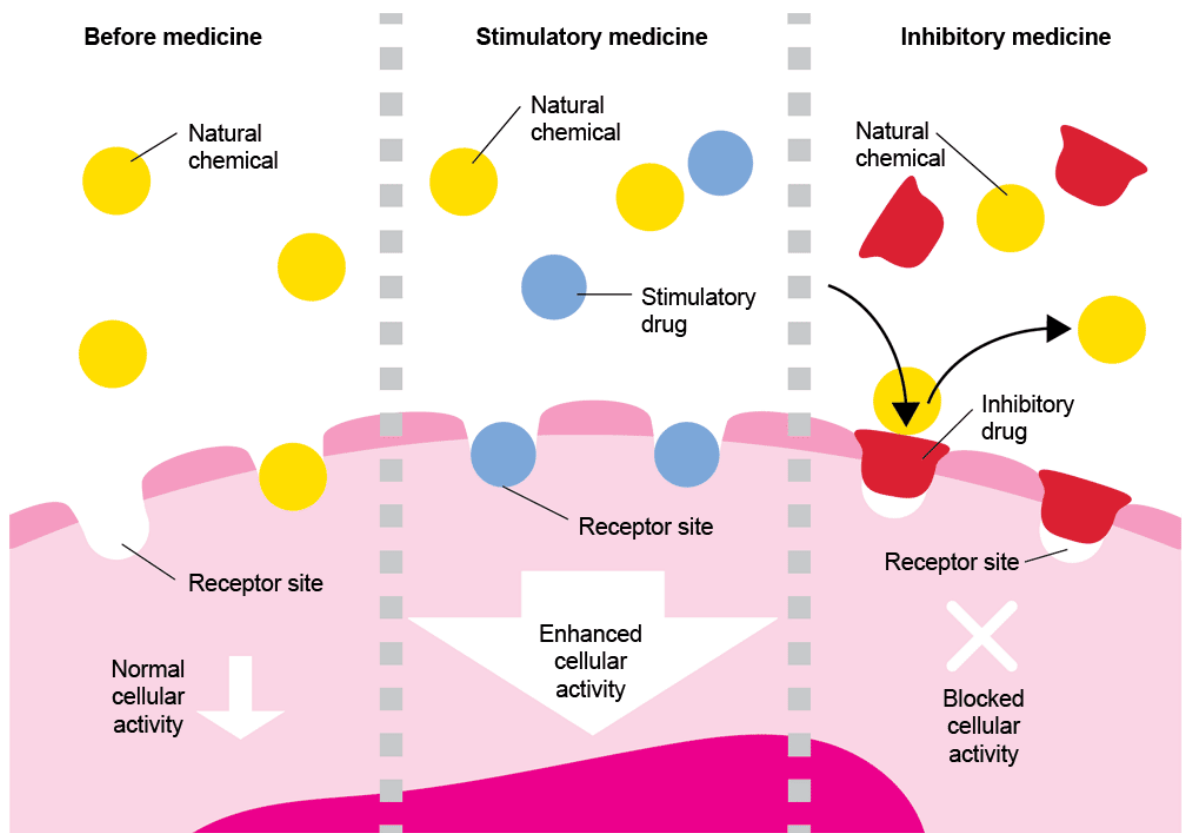 Before medicine
Natural
chemical
Receptor site
Normal
cellular
activity
Stimulatory medicine
Natural
chemical
Stimulatory
drug
Receptor site
Enhanced
cellular
activity
Inhibitory medicine
Natural
chemical
Inhibitory
drug
Receptor site
Blocked
cellular
activity